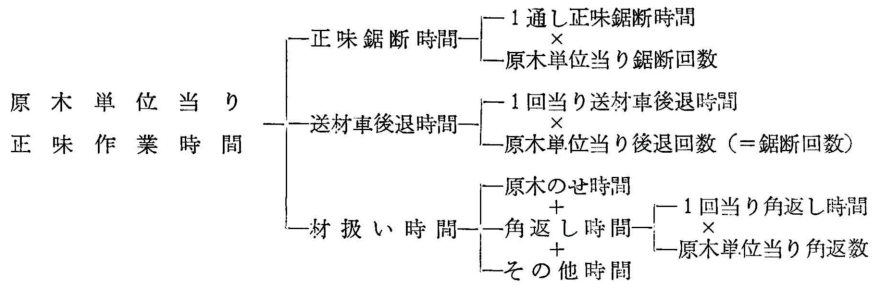 原木単位当り
正味作業時間
正味鋸断時間
1通し正味鋸断時間
×
原木単位当り鋸断回数
送材車後退時間
1回当り送材車後退時間
×
原木単位当り後退回数(=鋸断回数)
材扱い時間
原木のせ時間
+
角返し時間
1回当り角返し時間
×
原木単位当り角返数
+
その他時間